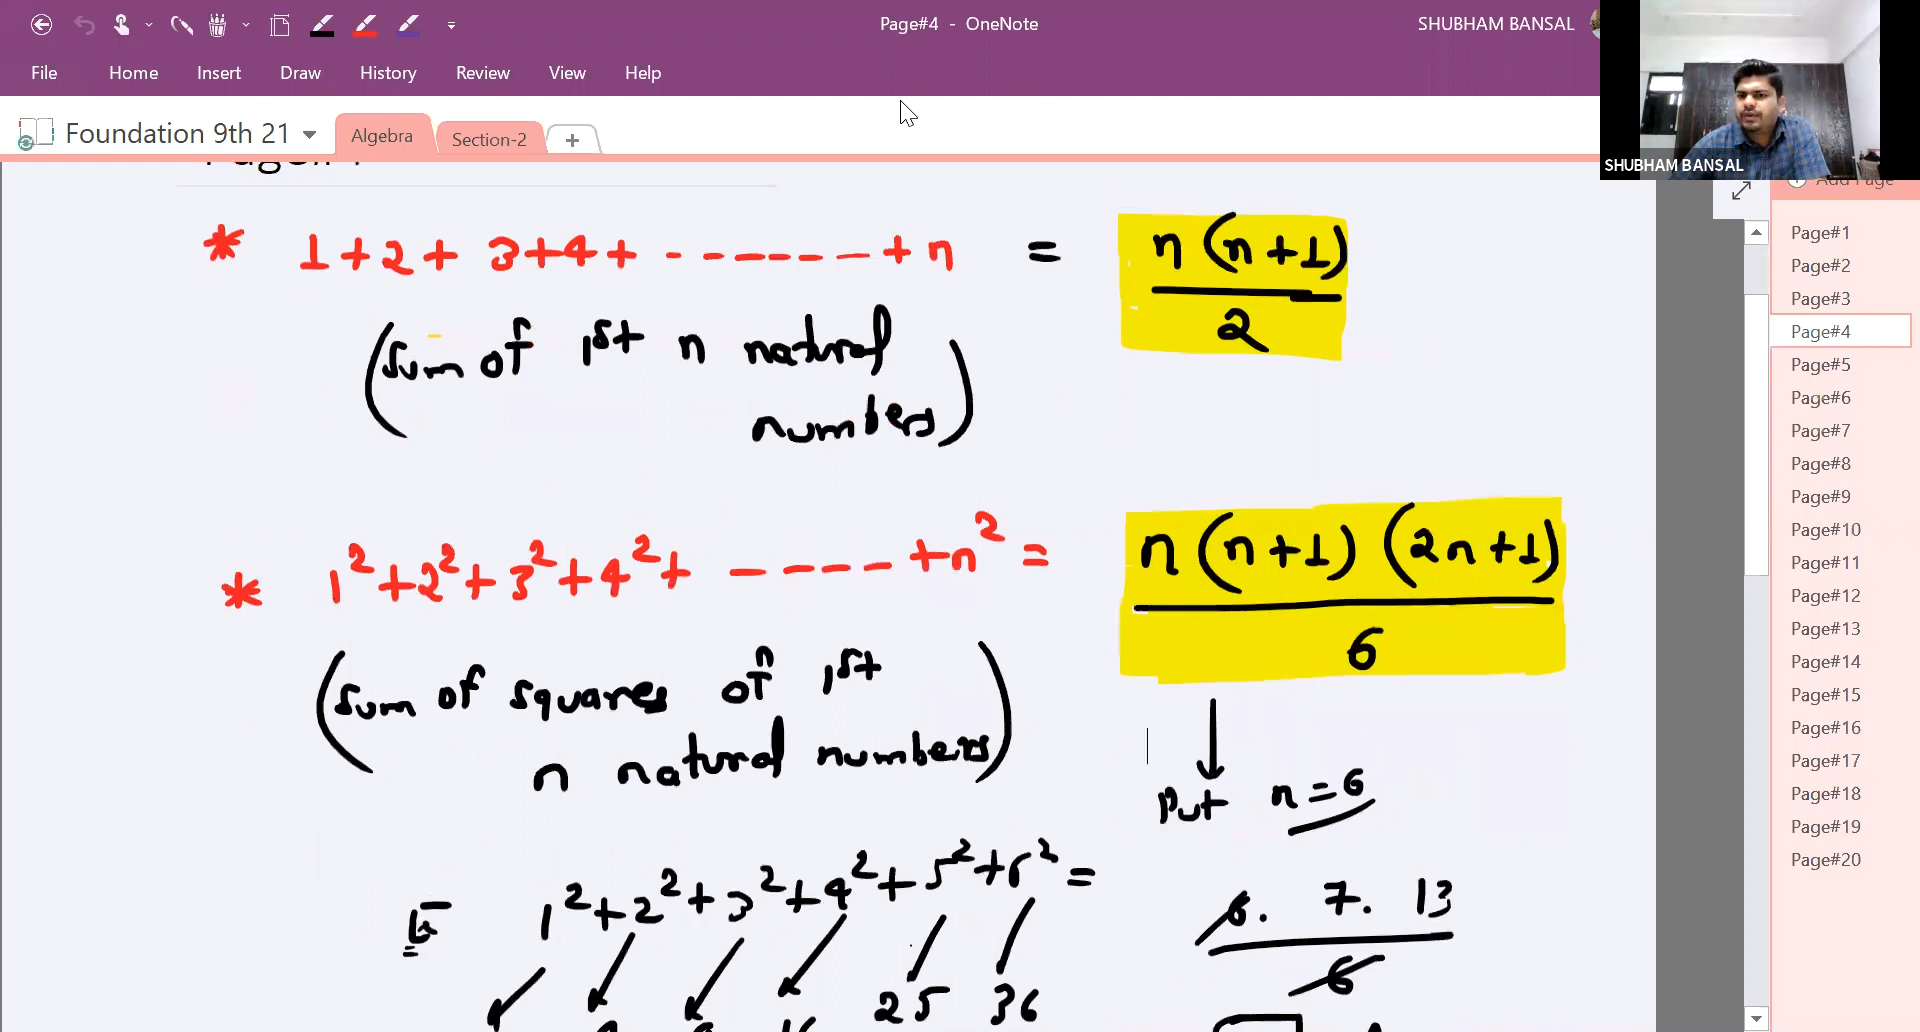 Page#4 - OneNote
SHUBHAM BANSAL
File Home Insert Draw History Review View Help
Foundation 9th 21
Algebra
Section-2
SHUBHAM BANSAL
Add Page
Page#1
Page#2
Page#3
Page#4
Page#5
Page#6
Page#7
Page#8
Page#9
Page#10
Page#11
Page#12
Page#13
Page#14
Page#15
Page#16
Page#17
Page#18
Page#19
Page#20
* 1+2+ 3+4+ - - - - - - - +n = n(n+1)
2
(sum of 1st n natural
numbers)
* 1²+2²+3²+4²+ - - - - +n² = n(n+1)(2n+1)
6
(sum of squares of 1st
n natural numbers)
Put n=6
1²+2²+3²+4²+5²+6² =
6. 7. 13
6
25 36